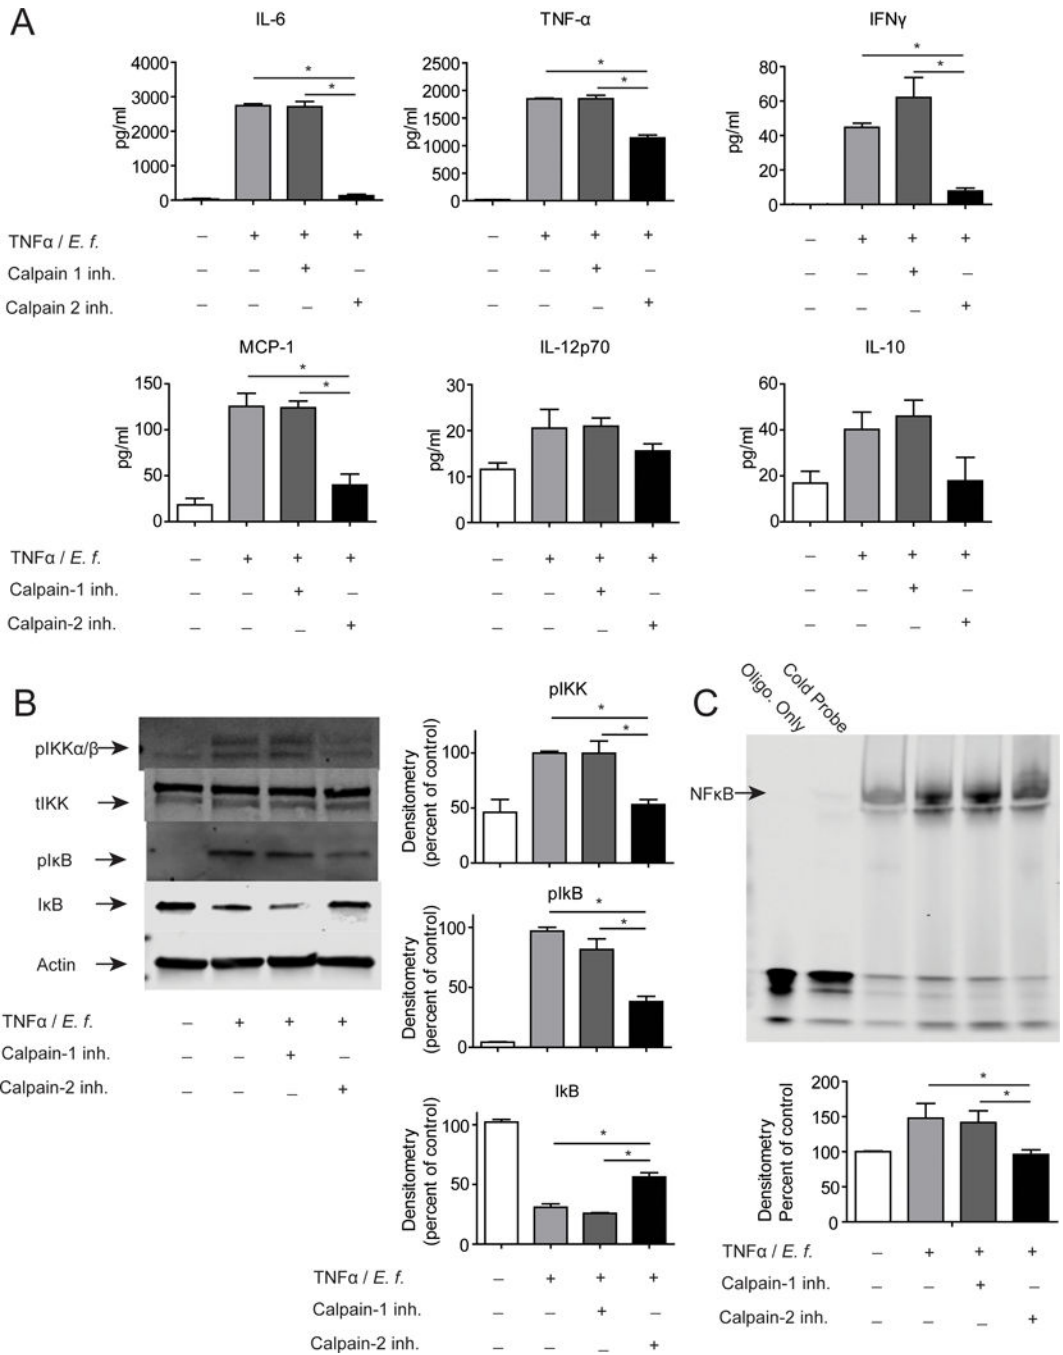 A
IL-6
TNF-α
IFNγ
4000
3000
2000
1000
0
pg/ml
* *
2500
2000
1500
1000
500
0
pg/ml
* *
80
60
40
20
0
pg/ml
* *
TNFα / E. f. – + + + – + + + – + + +
Calpain 1 inh. – – + – – – + – – – + –
Calpain 2 inh. – – – + – – – + – – – +
MCP-1
IL-12p70
IL-10
150
100
50
0
pg/ml
* *
30
20
10
0
pg/ml
60
40
20
0
pg/ml
TNFα / E. f. – + + + – + + + – + + +
Calpain-1 inh. – – + – – – + – – – + –
Calpain-2 inh. – – – + – – – + – – – +
B
pIKKα/β
tIKK
pIκB
IκB
Actin
TNFα / E. f. – + + +
Calpain-1 inh. – – + –
Calpain-2 inh. – – – +
pIKK
Densitometry
(percent of control)
100
50
0
* *
pIkB
Densitometry
(percent of control)
100
50
0
* *
IkB
Densitometry
(percent of control)
100
50
0
* *
TNFα / E. f. – + + +
Calpain-1 inh. – – + –
Calpain-2 inh. – – – +
C
Oligo. Only
Cold Probe
NFκB
Densitometry
Percent of control
200
150
100
50
0
* *
TNFα / E. f. – + + +
Calpain-1 inh. – – + –
Calpain-2 inh. – – – +